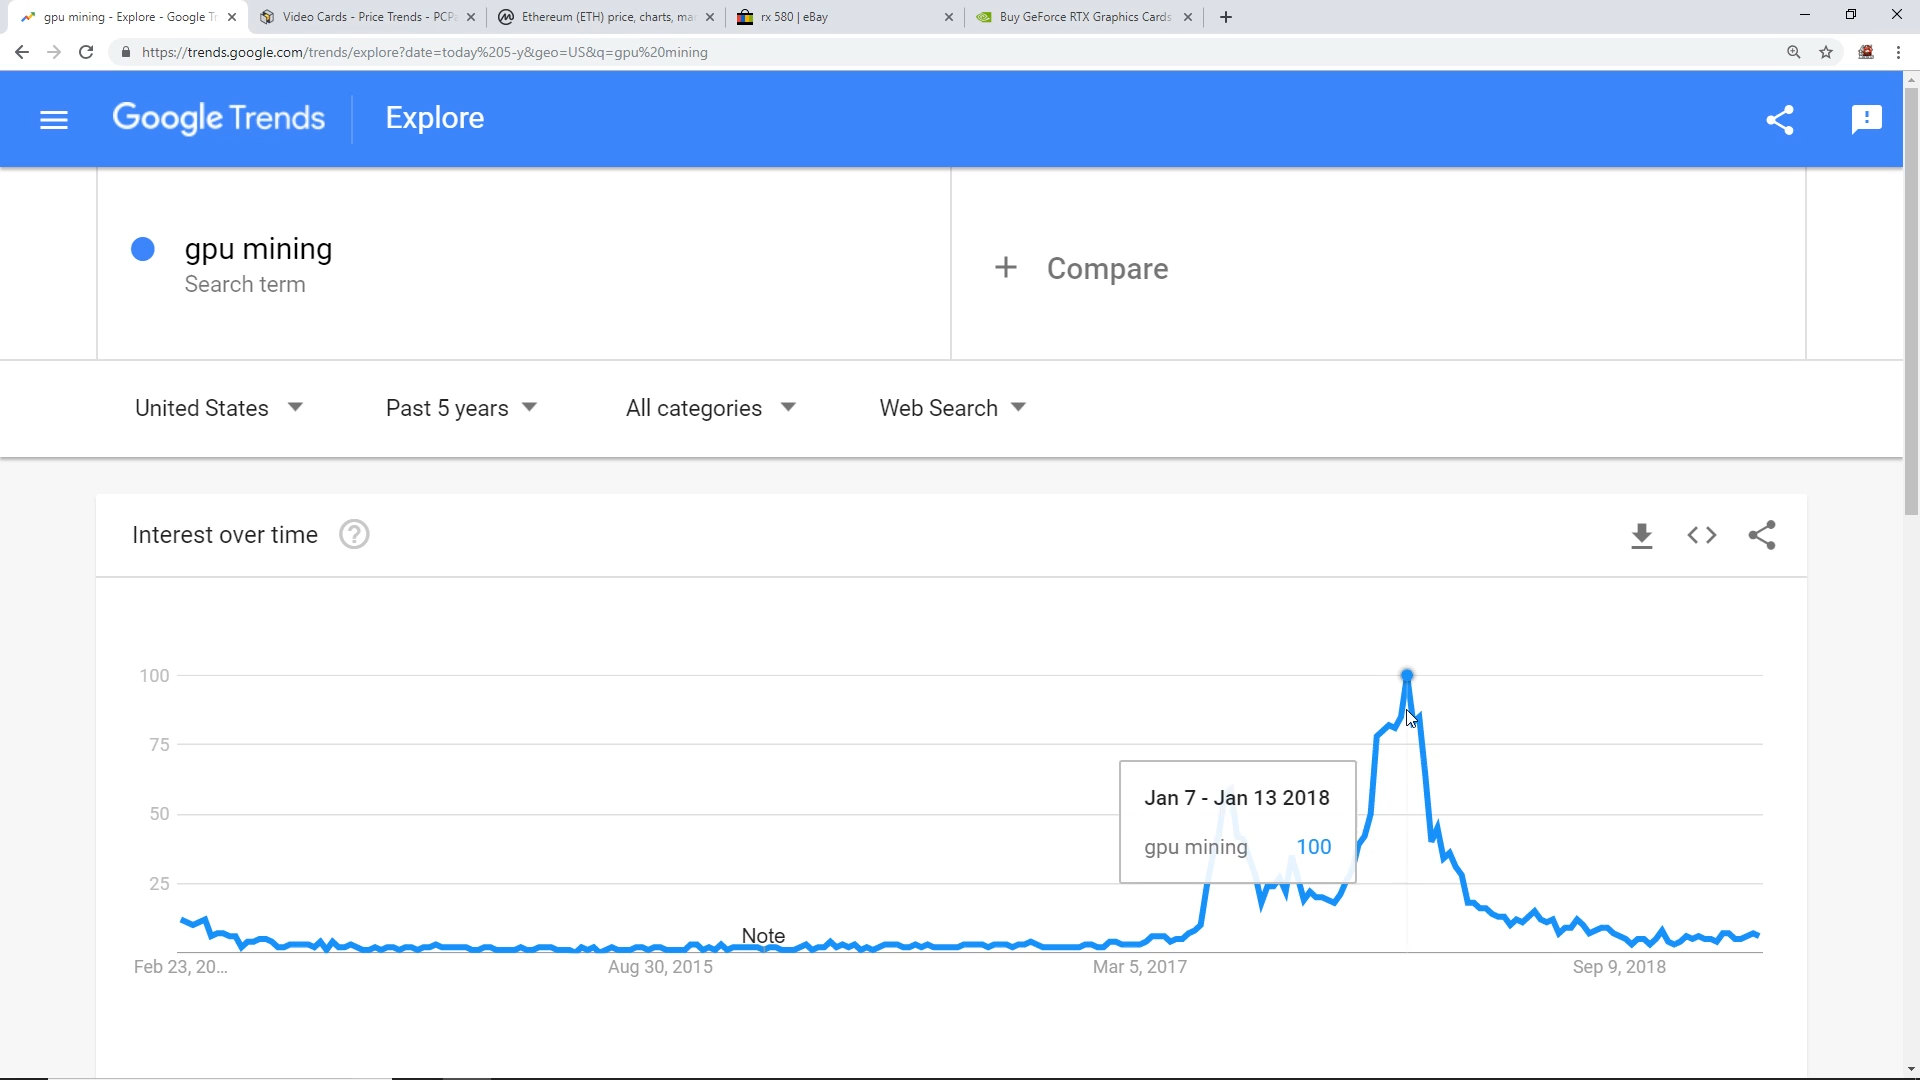 gpu mining - Explore - Google Tr
Video Cards - Price Trends - PCPa
Ethereum (ETH) price, charts, ma
rx 580 | eBay
Buy GeForce RTX Graphics Cards
https://trends.google.com/trends/explore?date=today%205-y&geo=US&q=gpu%20mining
Google Trends
Explore
gpu mining
Search term
+ Compare
United States
Past 5 years
All categories
Web Search
Interest over time
100
75
50
25
Jan 7 - Jan 13 2018
gpu mining 100
Note
Feb 23, 20...
Aug 30, 2015
Mar 5, 2017
Sep 9, 2018